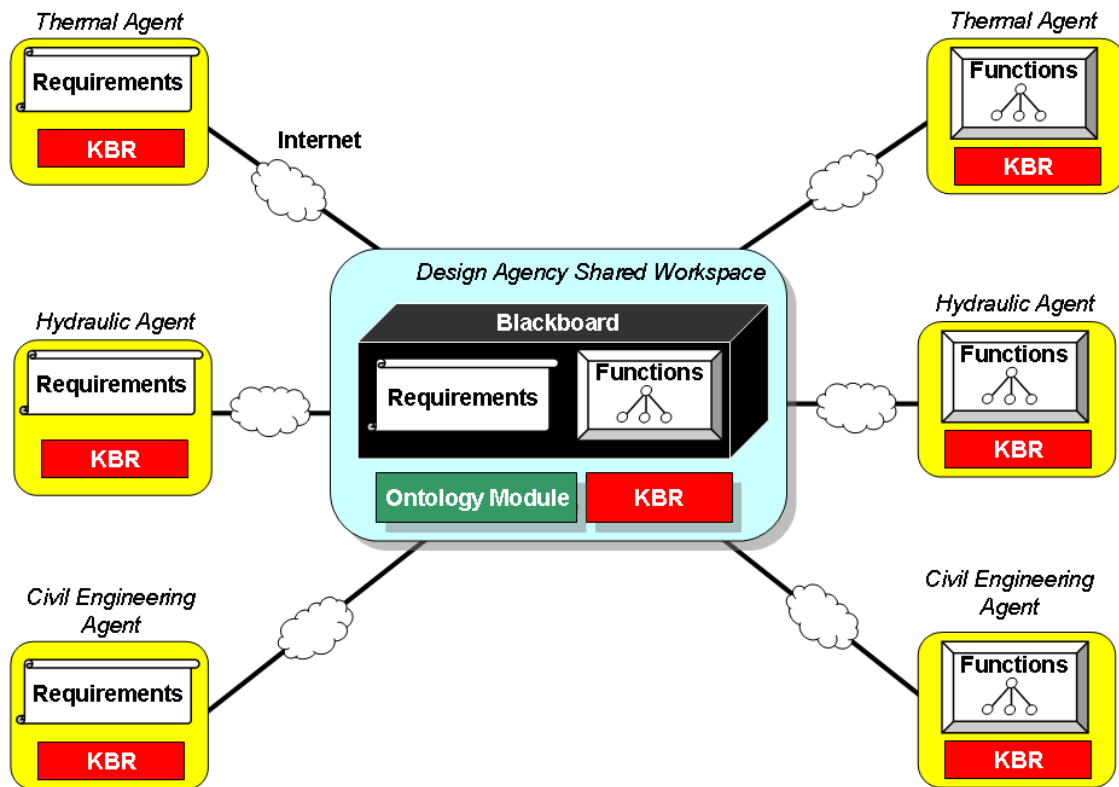 Thermal Agent
Requirements
KBR
Internet
Thermal Agent
Functions
KBR
Hydraulic Agent
Requirements
KBR
Design Agency Shared Workspace
Blackboard
Requirements
Functions
Ontology Module
KBR
Hydraulic Agent
Functions
KBR
Civil Engineering
Agent
Requirements
KBR
Civil Engineering
Agent
Functions
KBR